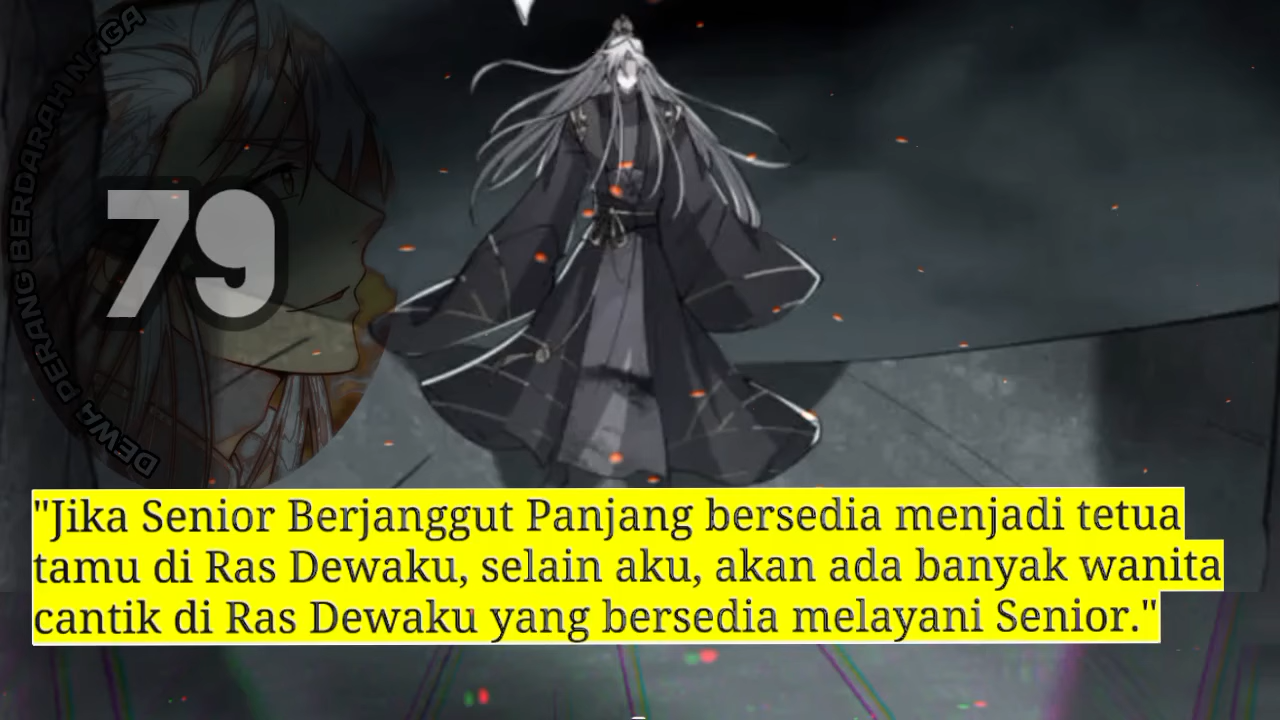 DEWA PERANG BERDARAH NAGA
79
"Jika Senior Berjanggut Panjang bersedia menjadi tetua
tamu di Ras Dewaku, selain aku, akan ada banyak wanita
cantik di Ras Dewaku yang bersedia melayani Senior."